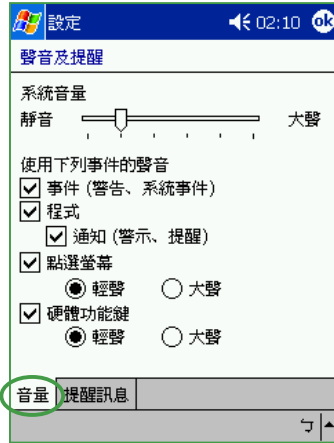 設定 02:10 ok
聲音及提醒
系統音量
靜音 大聲
使用下列事件的聲音
事件 (警告、系統事件)
程式
通知 (警示、提醒)
點選螢幕
輕聲 大聲
硬體功能鍵
輕聲 大聲
音量 提醒訊息
ㄅ